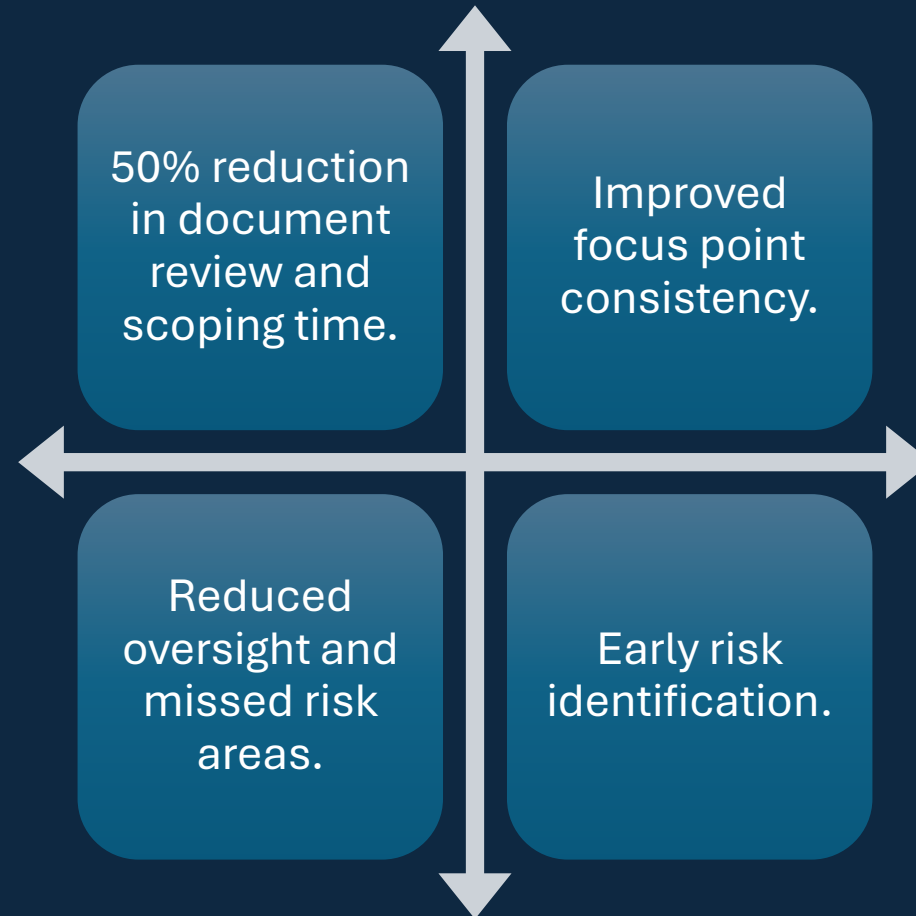 50% reduction
in document
review and
scoping time.
Improved
focus point
consistency.
Reduced
oversight and
missed risk
areas.
Early risk
identification.